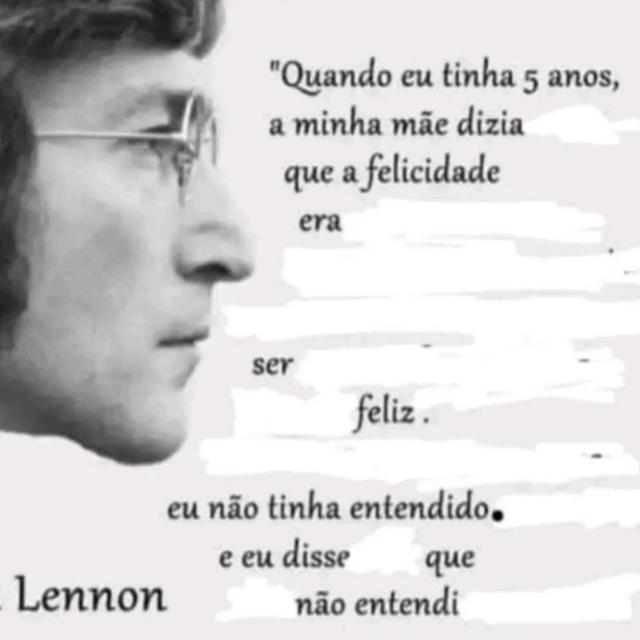 "Quando eu tinha 5 anos,
a minha mãe dizia
que a felicidade
era
ser
feliz .
eu não tinha entendido.
e eu disse que
não entendi
Lennon